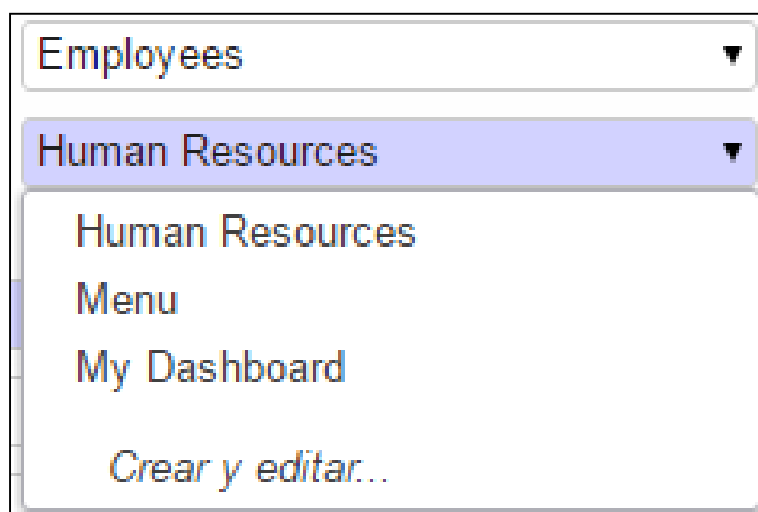 Employees
Human Resources
Human Resources
Menu
My Dashboard
Crear y editar...